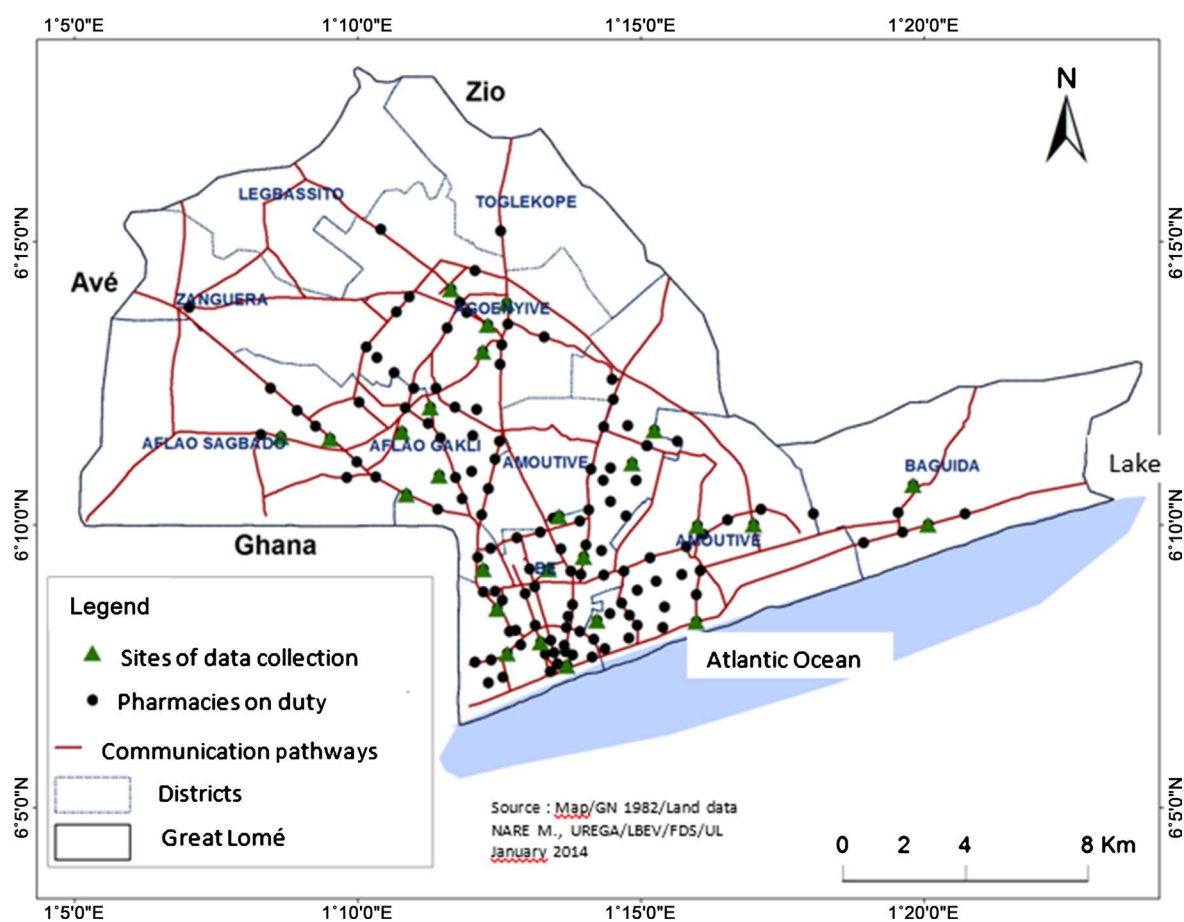 1°5'0"E 1°10'0"E 1°15'0"E 1°20'0"E
N
Zio
LEGBASSITO
TOGLEKOPE
6°15'0"N 6°15'0"N
Avé
ZANGUERA
AGOENYIVE
AFLAO SAGBADO
AFLAO GAKLI
AMOUTIVE
BAGUIDA
Lake
6°10'0"N 6°10'0"N
Ghana
AMOUTIVE
BE
Legend
Sites of data collection
Pharmacies on duty
Communication pathways
Districts
Great Lomé
Atlantic Ocean
Source : Map/GN 1982/Land data
NARE M., UREGA/LBEV/FDS/UL
January 2014
0 2 4 8 Km
6°5'0"N 6°5'0"N
1°5'0"E 1°10'0"E 1°15'0"E 1°20'0"E